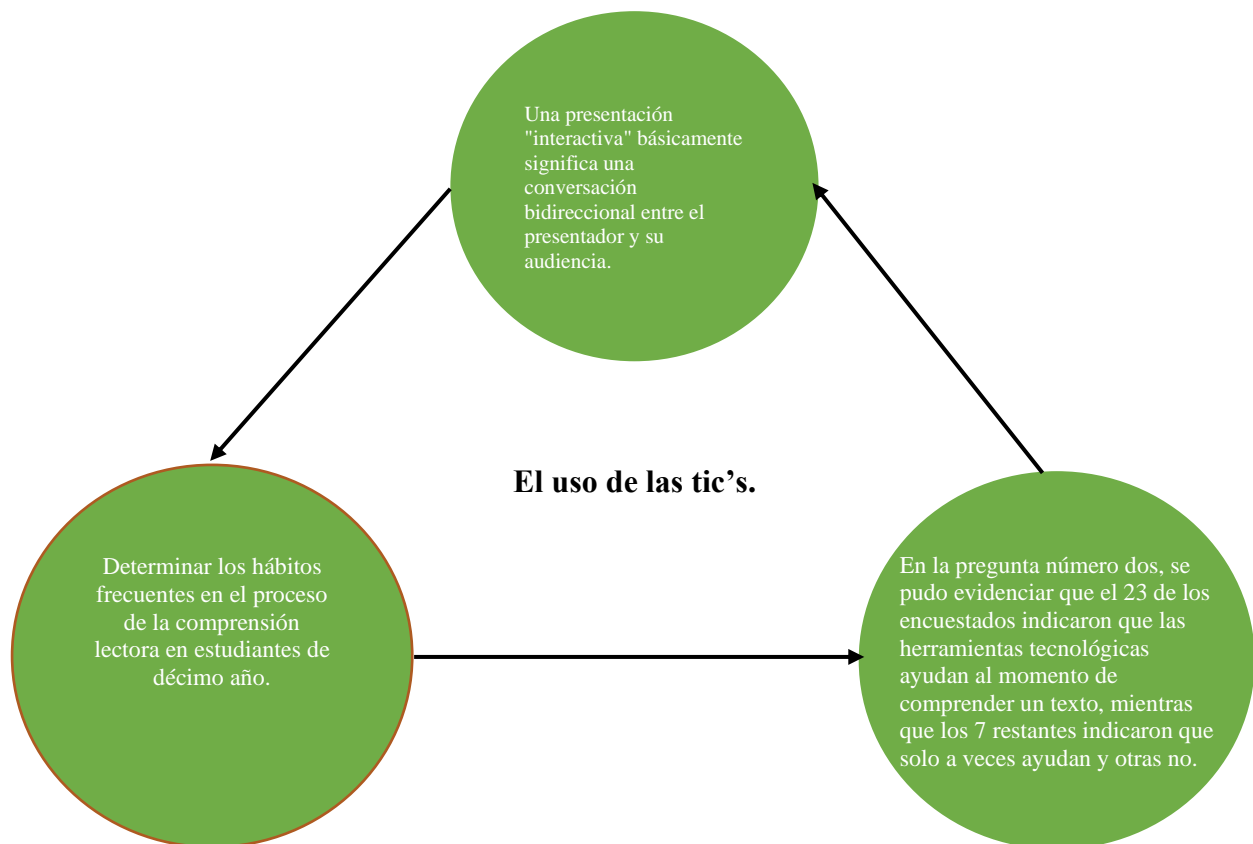 Una presentación
"interactiva" básicamente
significa una
conversación
bidireccional entre el
presentador y su
audiencia.
El uso de las tic’s.
Determinar los hábitos
frecuentes en el proceso
de la comprensión
lectora en estudiantes de
décimo año.
En la pregunta número dos, se
pudo evidenciar que el 23 de los
encuestados indicaron que las
herramientas tecnológicas
ayudan al momento de
comprender un texto, mientras
que los 7 restantes indicaron que
solo a veces ayudan y otras no.